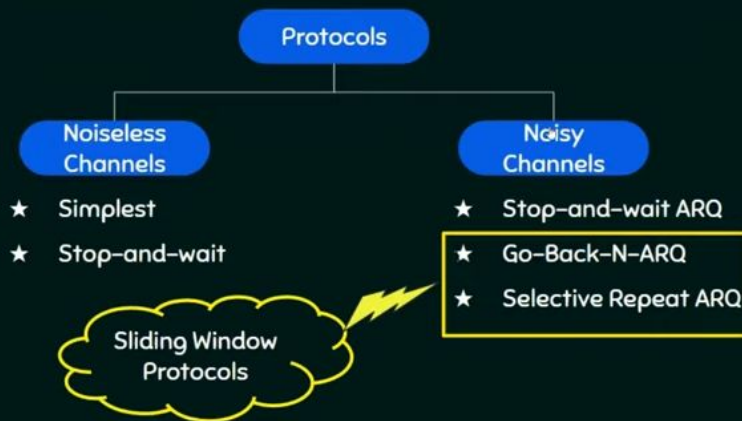 Protocols
Noiseless
Channels
★ Simplest
★ Stop-and-wait
Noisy
Channels
★ Stop-and-wait ARQ
★ Go-Back-N-ARQ
★ Selective Repeat ARQ
Sliding Window
Protocols